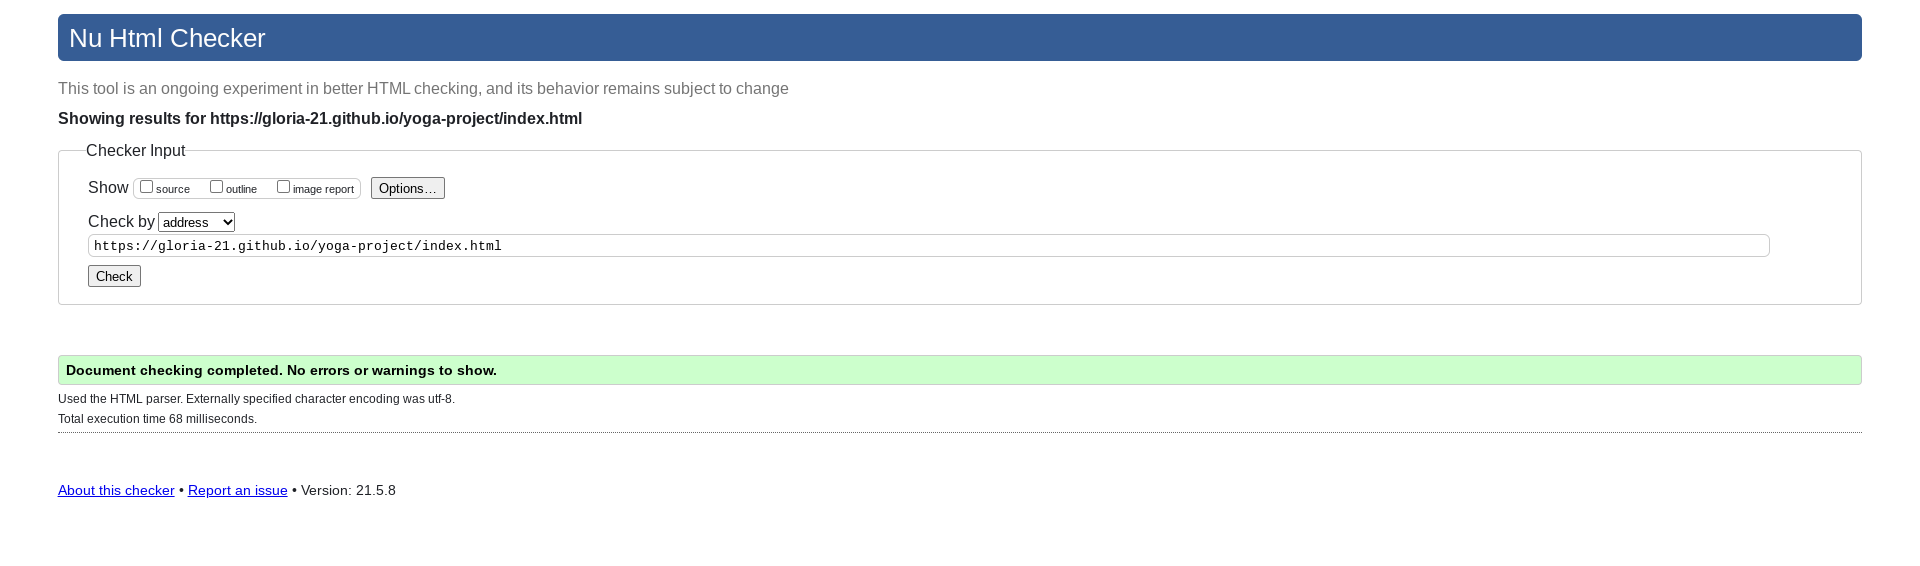 Nu Html Checker
This tool is an ongoing experiment in better HTML checking, and its behavior remains subject to change
Showing results for https://gloria-21.github.io/yoga-project/index.html
Checker Input
Show source outline image report Options…
Check by address
https://gloria-21.github.io/yoga-project/index.html
Check
Document checking completed. No errors or warnings to show.
Used the HTML parser. Externally specified character encoding was utf-8.
Total execution time 68 milliseconds.
About this checker • Report an issue • Version: 21.5.8